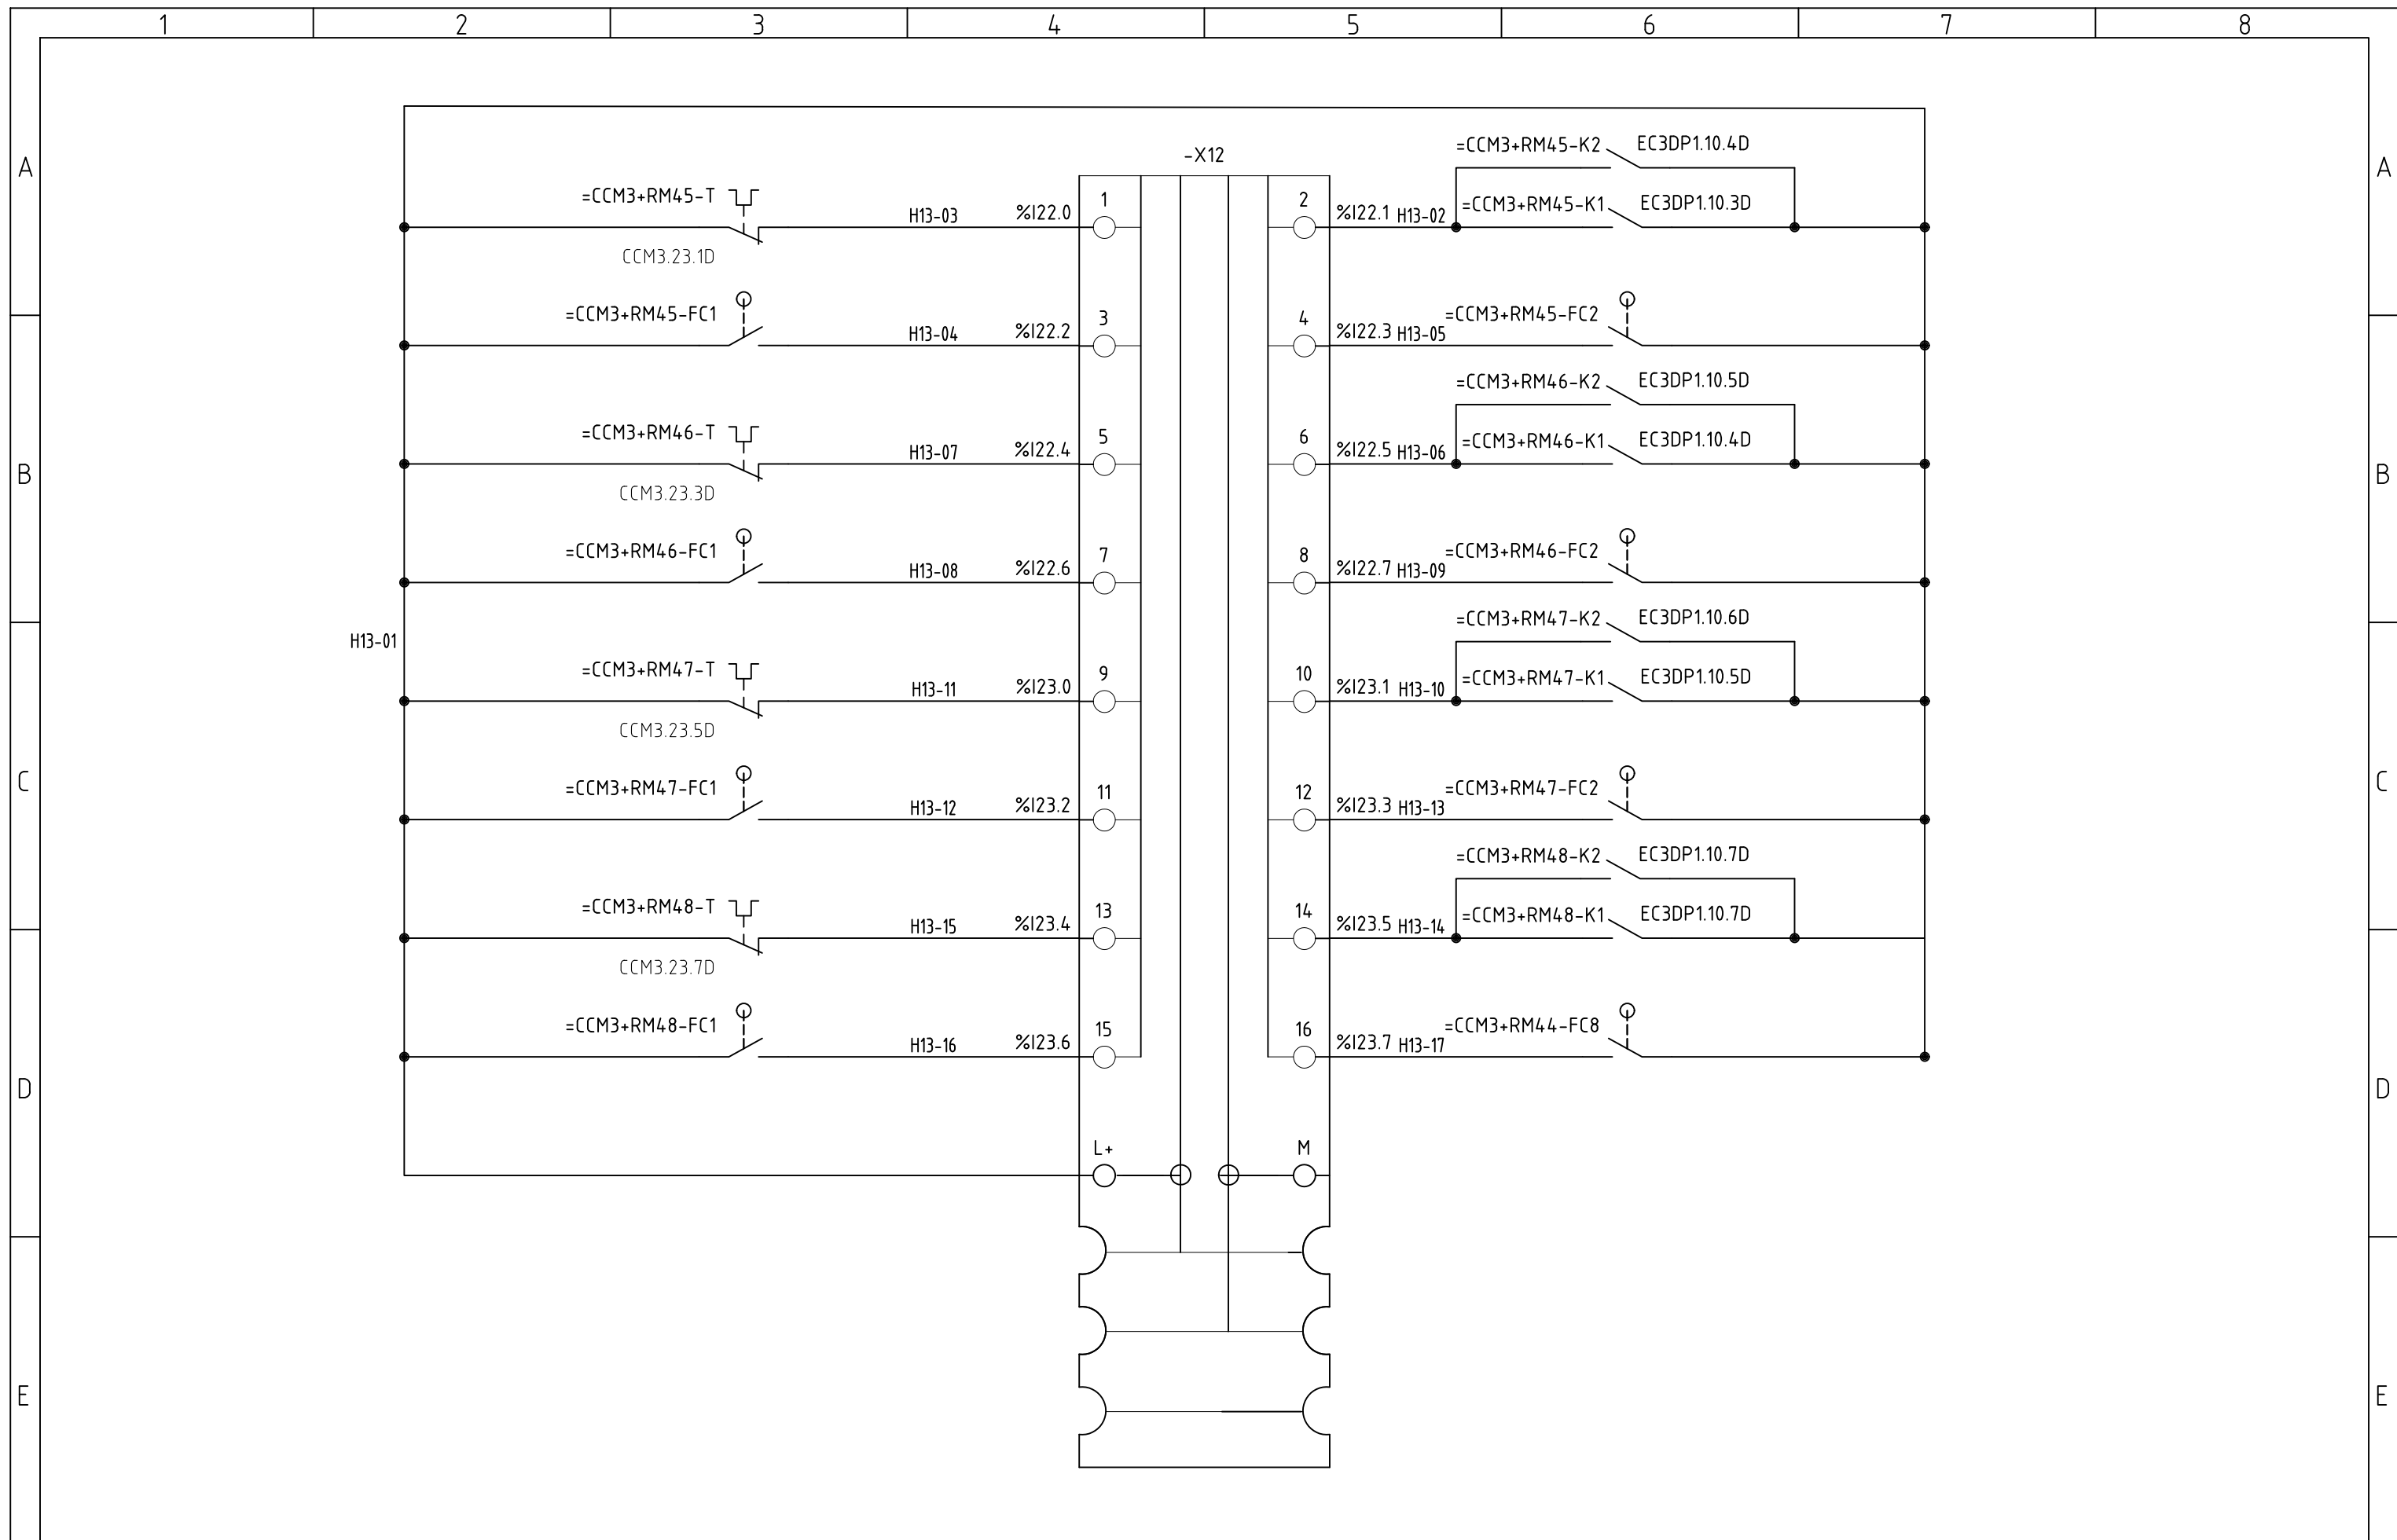 1 2 3 4 5 6 7 8
A A
-X12
=CCM3+RM45-K2 EC3DP1.10.4D
=CCM3+RM45-T H13-03 %I22.0 1 2 %I22.1 H13-02 =CCM3+RM45-K1 EC3DP1.10.3D
CCM3.23.1D
=CCM3+RM45-FC1 H13-04 %I22.2 3 4 %I22.3 H13-05 =CCM3+RM45-FC2
=CCM3+RM46-K2 EC3DP1.10.5D
=CCM3+RM46-T H13-07 %I22.4 5 6 %I22.5 H13-06 =CCM3+RM46-K1 EC3DP1.10.4D
B B
CCM3.23.3D
=CCM3+RM46-FC1 H13-08 %I22.6 7 8 %I22.7 H13-09 =CCM3+RM46-FC2
=CCM3+RM47-K2 EC3DP1.10.6D
H13-01
=CCM3+RM47-T H13-11 %I23.0 9 10 %I23.1 H13-10 =CCM3+RM47-K1 EC3DP1.10.5D
CCM3.23.5D
C C
=CCM3+RM47-FC1 H13-12 %I23.2 11 12 %I23.3 H13-13 =CCM3+RM47-FC2
=CCM3+RM48-K2 EC3DP1.10.7D
=CCM3+RM48-T H13-15 %I23.4 13 14 %I23.5 H13-14 =CCM3+RM48-K1 EC3DP1.10.7D
CCM3.23.7D
=CCM3+RM48-FC1 H13-16 %I23.6 15 16 %I23.7 H13-17 =CCM3+RM44-FC8
D D
L+ M
E E